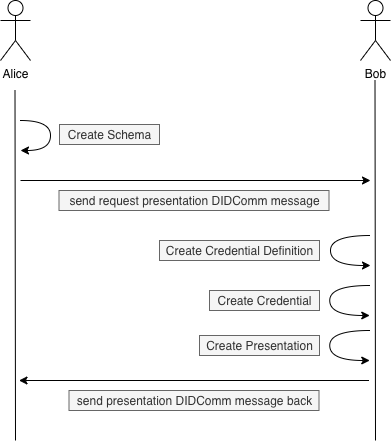 Alice
Bob
Create Schema
send request presentation DIDComm message
Create Credential Definition
Create Credential
Create Presentation
send presentation DIDComm message back